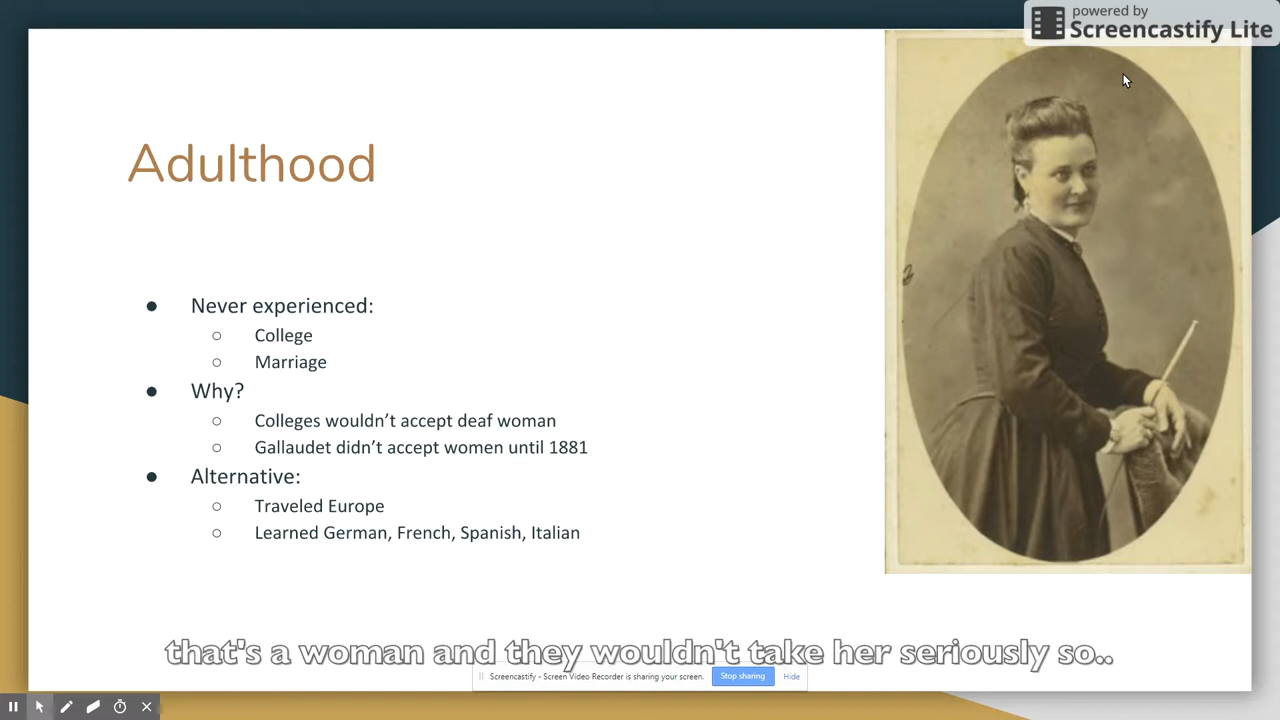 powered by
Screencastify Lite
Adulthood
● Never experienced:
○ College
○ Marriage
● Why?
○ Colleges wouldn't accept deaf woman
○ Gallaudet didn't accept women until 1881
● Alternative:
○ Traveled Europe
○ Learned German, French, Spanish, Italian
that's a woman and they wouldn't take her seriously so..
Screencastify - Screen Video Recorder is sharing your screen. Stop sharing Hide